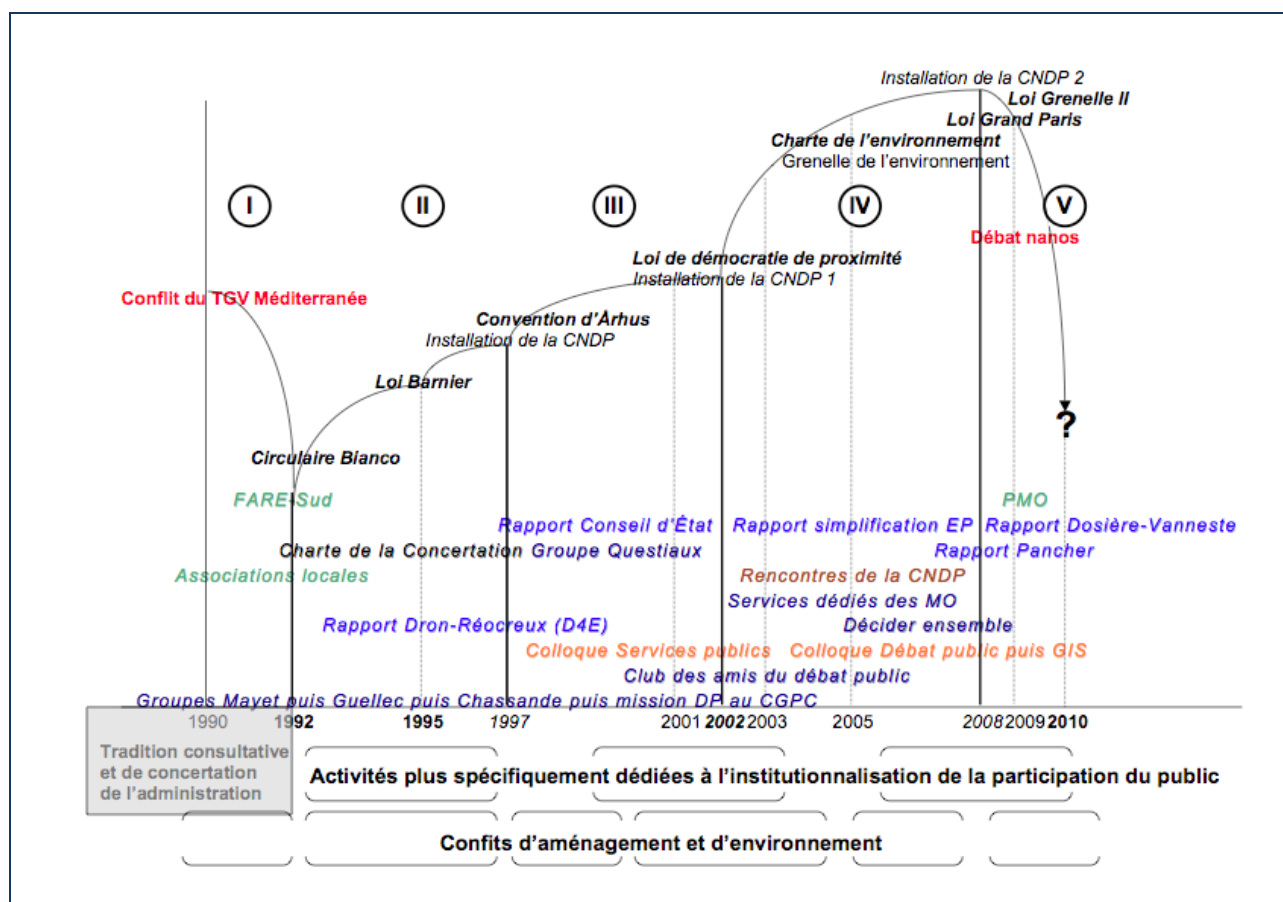 Installation de la CNDP 2
Loi Grenelle II
Loi Grand Paris
Charte de l'environnement
Grenelle de l'environnement
I II III IV V
Débat nanos
Loi de démocratie de proximité
Installation de la CNDP 1
Conflit du TGV Méditerranée
Convention d'Àrhus
Installation de la CNDP
Loi Barnier
?
Circulaire Bianco
FARE-Sud PMO
Rapport Conseil d'État Rapport simplification EP Rapport Dosière-Vanneste
Charte de la Concertation Groupe Questiaux Rapport Pancher
Associations locales Rencontres de la CNDP
Services dédiés des MO
Rapport Dron-Réocreux (D4E) Décider ensemble
Colloque Services publics Colloque Débat public puis GIS
Club des amis du débat public
Groupes Mayet puis Guellec puis Chassande puis mission DP au CGPC
1990 1992 1995 1997 2001 2002 2003 2005 2008 2009 2010
Tradition consultative
et de concertation
de l'administration
Activités plus spécifiquement dédiées à l'institutionnalisation de la participation du public
Confits d'aménagement et d'environnement